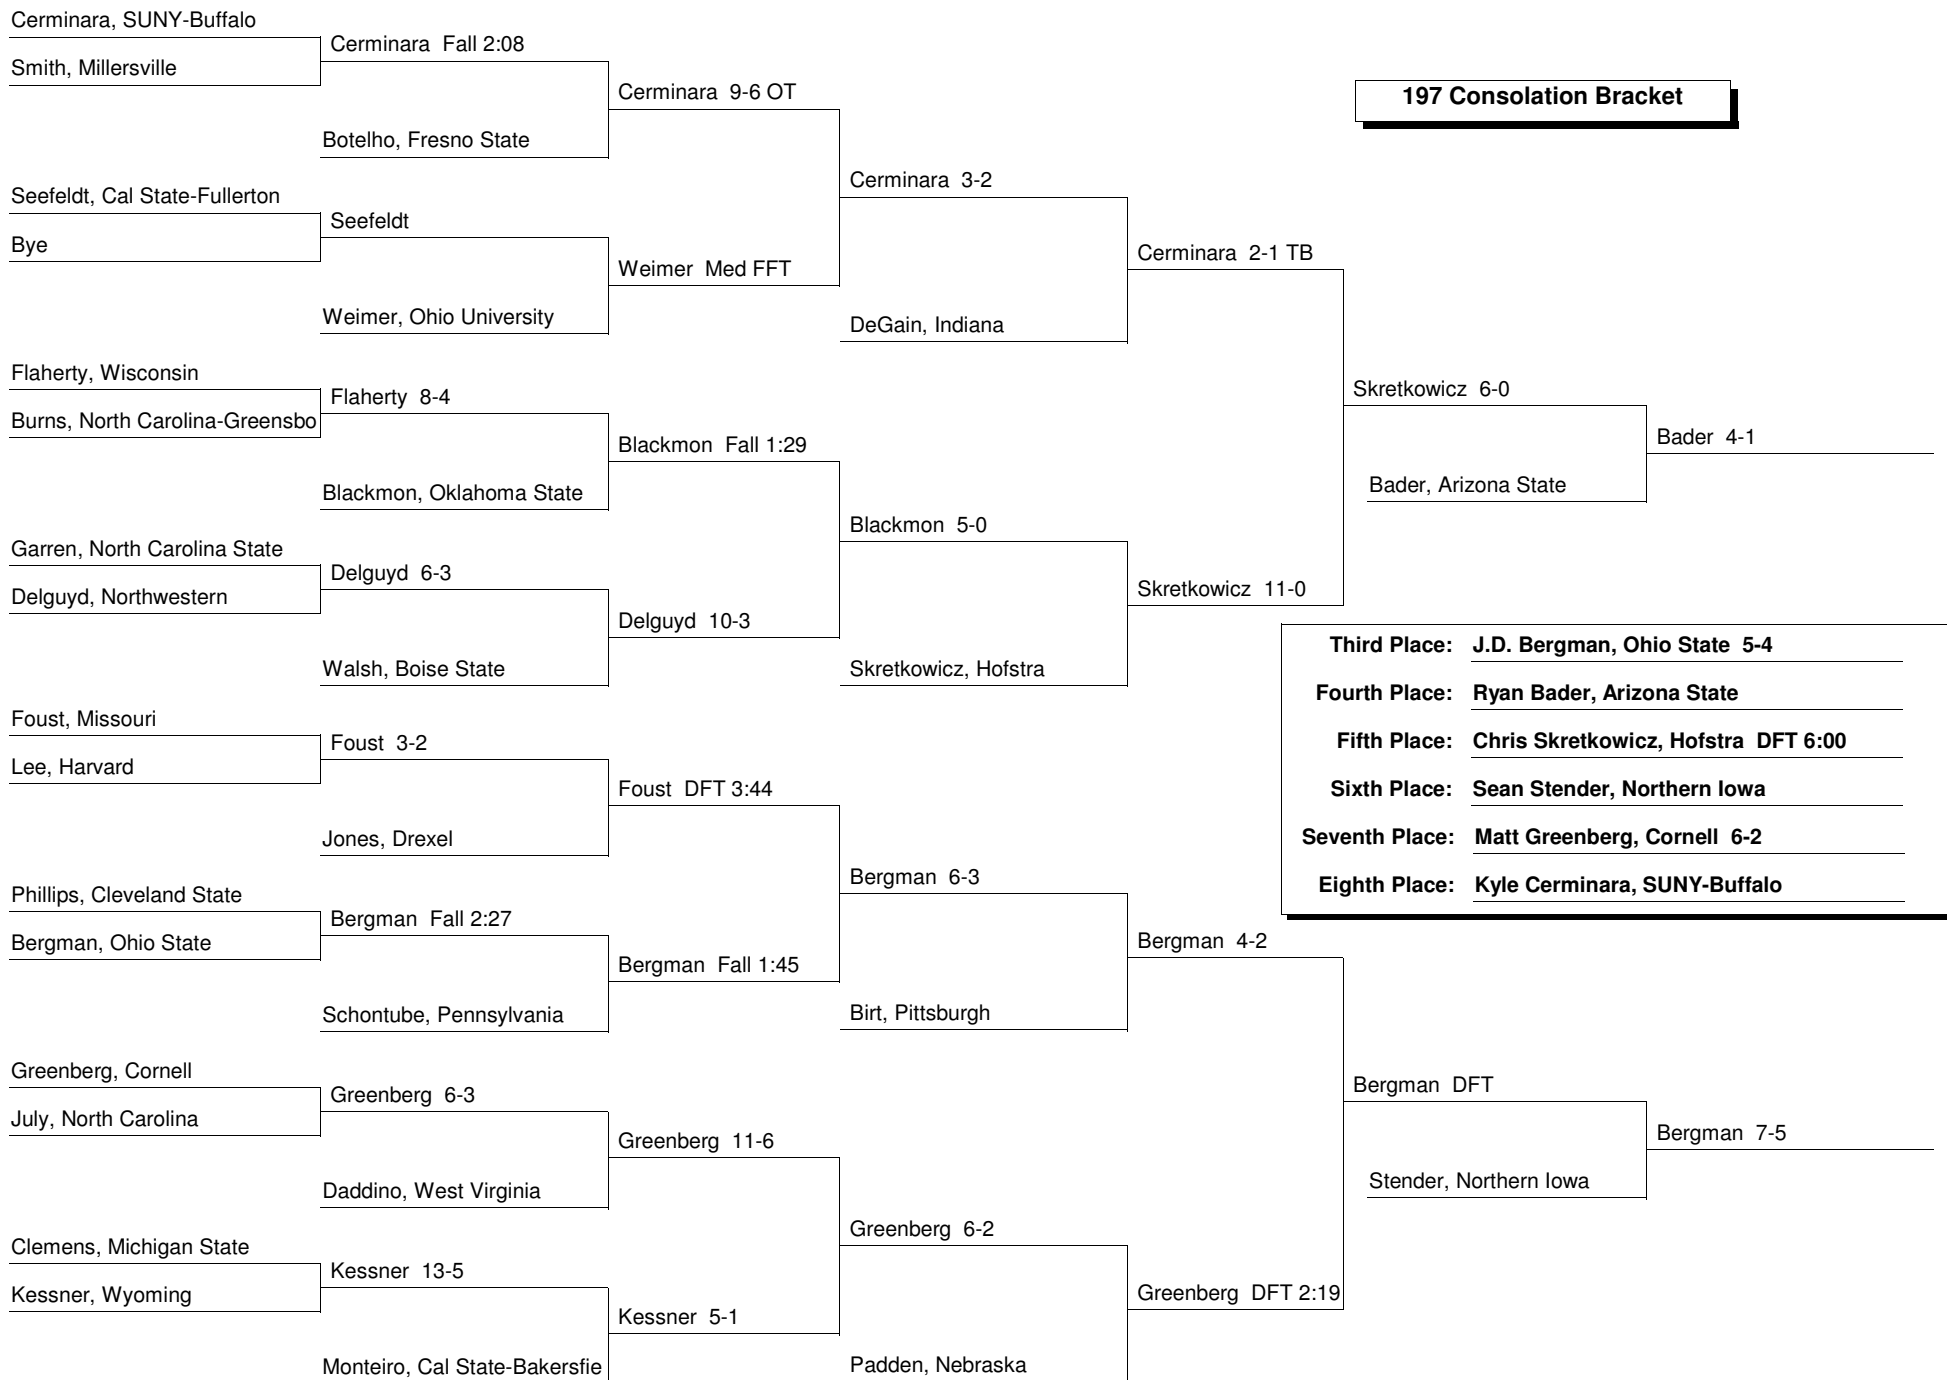 Cerminara, SUNY-Buffalo
Smith, Millersville
Cerminara Fall 2:08
Botelho, Fresno State
Cerminara 9-6 OT
Seefeldt, Cal State-Fullerton
Bye
Seefeldt
Weimer, Ohio University
Weimer Med FFT
Cerminara 3-2
DeGain, Indiana
Cerminara 2-1 TB
Flaherty, Wisconsin
Burns, North Carolina-Greensbo
Flaherty 8-4
Blackmon, Oklahoma State
Blackmon Fall 1:29
Garren, North Carolina State
Delguyd, Northwestern
Delguyd 6-3
Walsh, Boise State
Delguyd 10-3
Blackmon 5-0
Skretkowicz, Hofstra
Skretkowicz 11-0
Skretkowicz 6-0
Bader, Arizona State
Bader 4-1
197 Consolation Bracket
Third Place: J.D. Bergman, Ohio State 5-4
Fourth Place: Ryan Bader, Arizona State
Fifth Place: Chris Skretkowicz, Hofstra DFT 6:00
Sixth Place: Sean Stender, Northern Iowa
Seventh Place: Matt Greenberg, Cornell 6-2
Eighth Place: Kyle Cerminara, SUNY-Buffalo
Foust, Missouri
Lee, Harvard
Foust 3-2
Jones, Drexel
Foust DFT 3:44
Phillips, Cleveland State
Bergman, Ohio State
Bergman Fall 2:27
Schontube, Pennsylvania
Bergman Fall 1:45
Bergman 6-3
Birt, Pittsburgh
Bergman 4-2
Greenberg, Cornell
July, North Carolina
Greenberg 6-3
Daddino, West Virginia
Greenberg 11-6
Clemens, Michigan State
Kessner, Wyoming
Kessner 13-5
Monteiro, Cal State-Bakersfie
Kessner 5-1
Greenberg 6-2
Padden, Nebraska
Greenberg DFT 2:19
Bergman DFT
Stender, Northern Iowa
Bergman 7-5